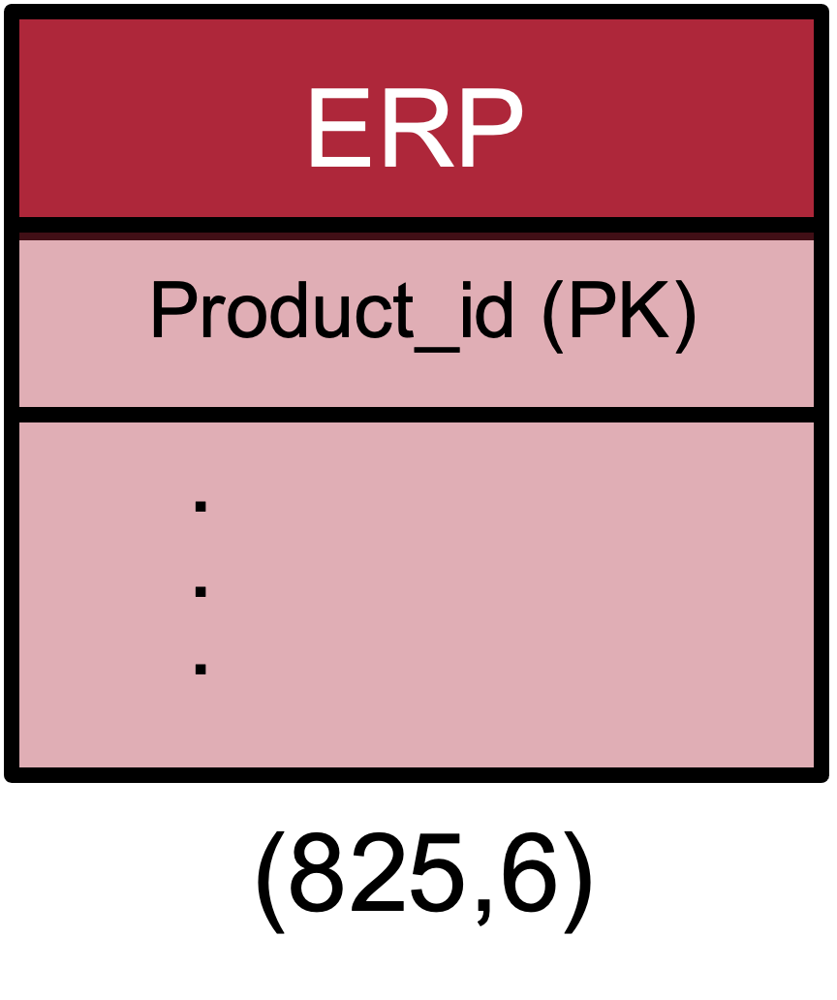 ERP
Product_id (PK)
.
.
.
(825,6)